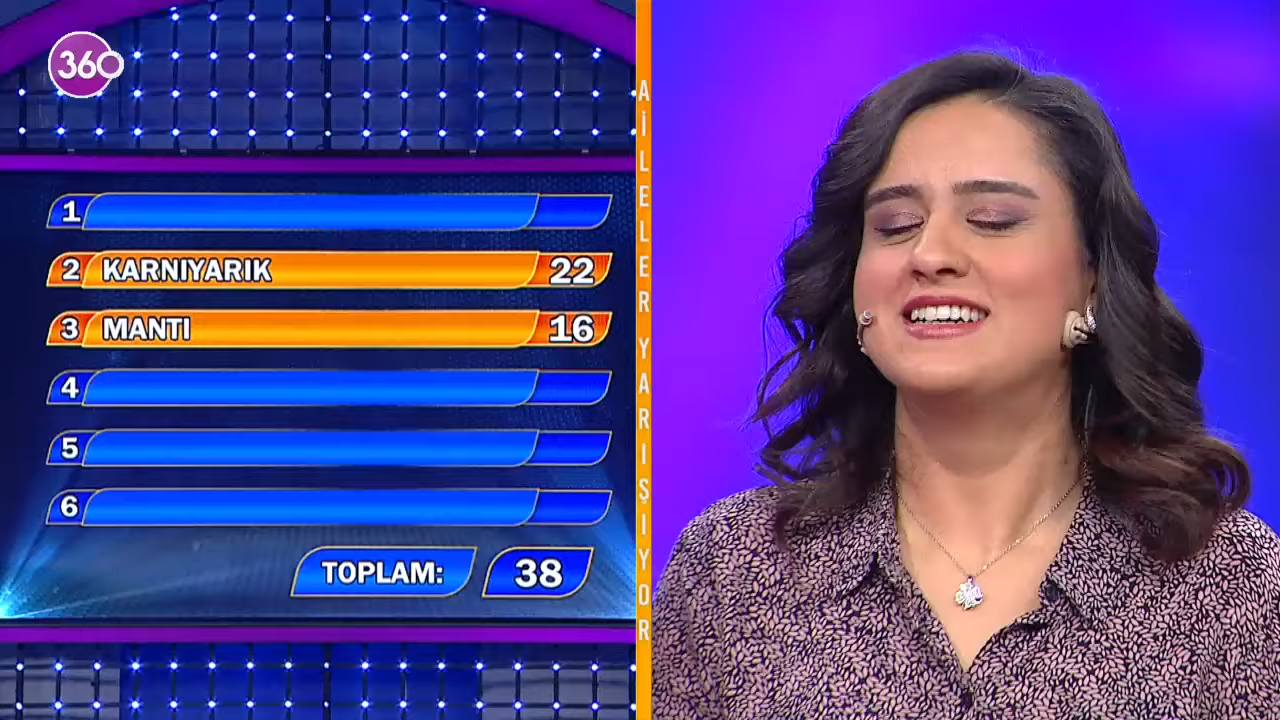 360
1
2 KARNIYARIK 22
3 MANTI 16
4
5
6
TOPLAM: 38
AİLELER YARIŞIYOR